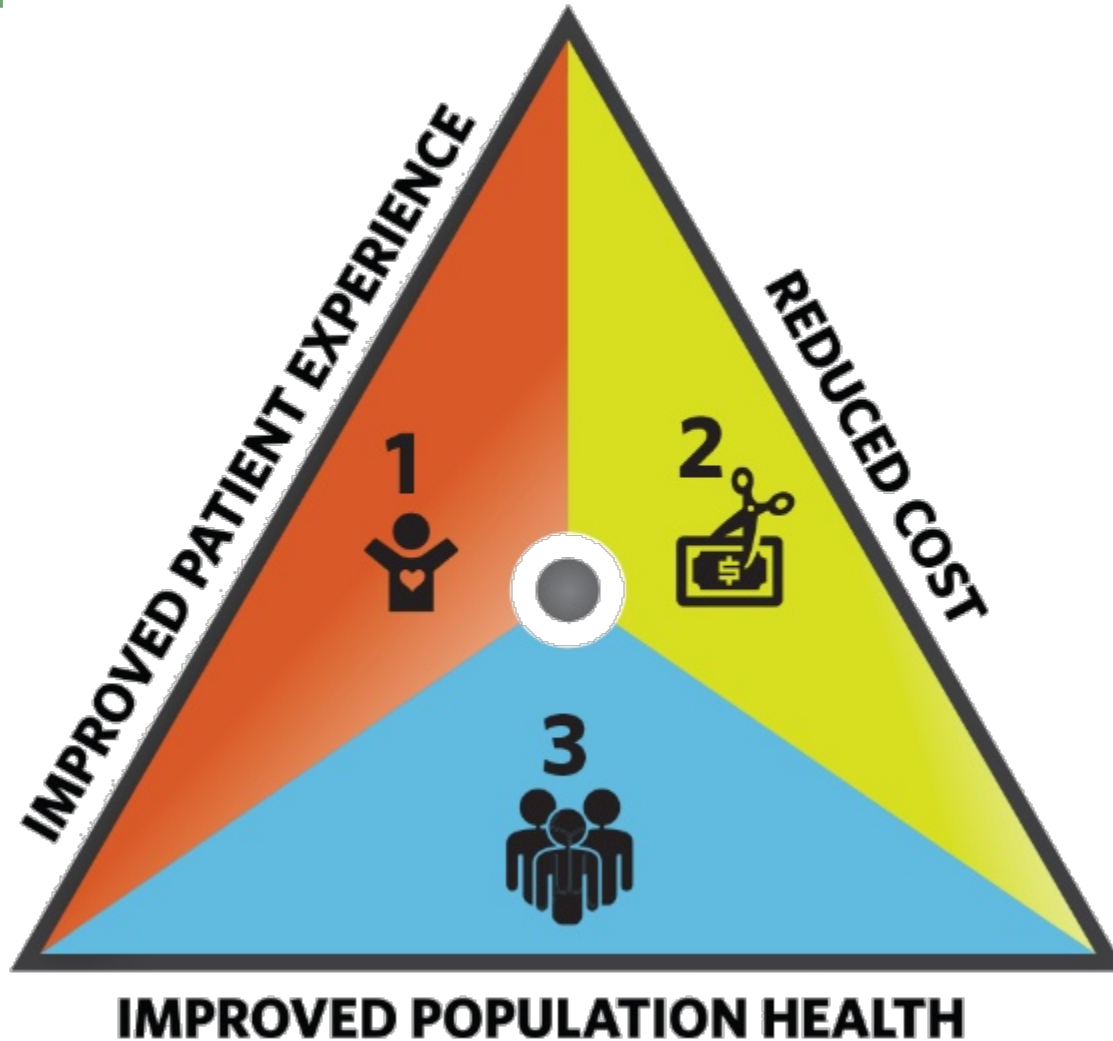 IMPROVED PATIENT EXPERIENCE
REDUCED COST
1
2
$
3
IMPROVED POPULATION HEALTH